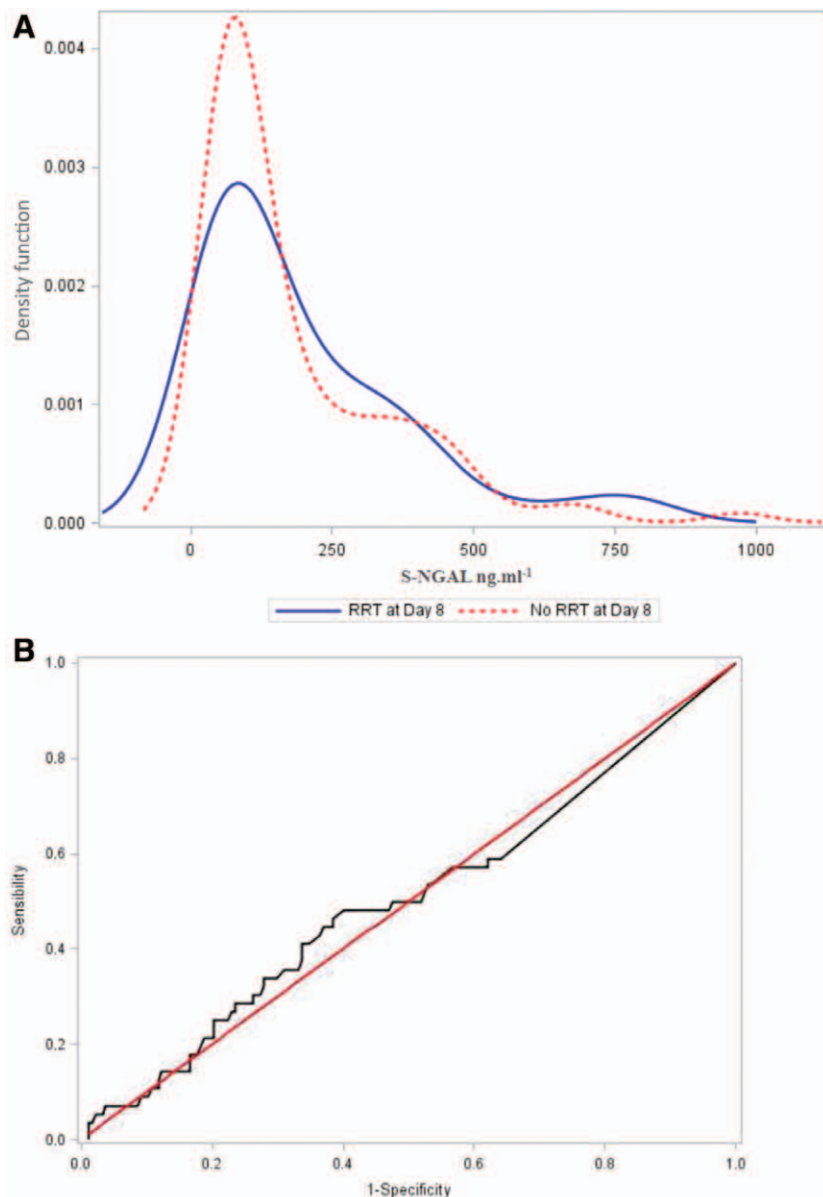 A
Density function
0.004
0.003
0.002
0.001
0.000
0 250 500 750 1000
S-NGAL ng.ml-1
RRT at Day 8 No RRT at Day 8
B
Sensibility
1.0
0.8
0.6
0.4
0.2
0.0
0.0 0.2 0.4 0.6 0.8 1.0
1-Specificity